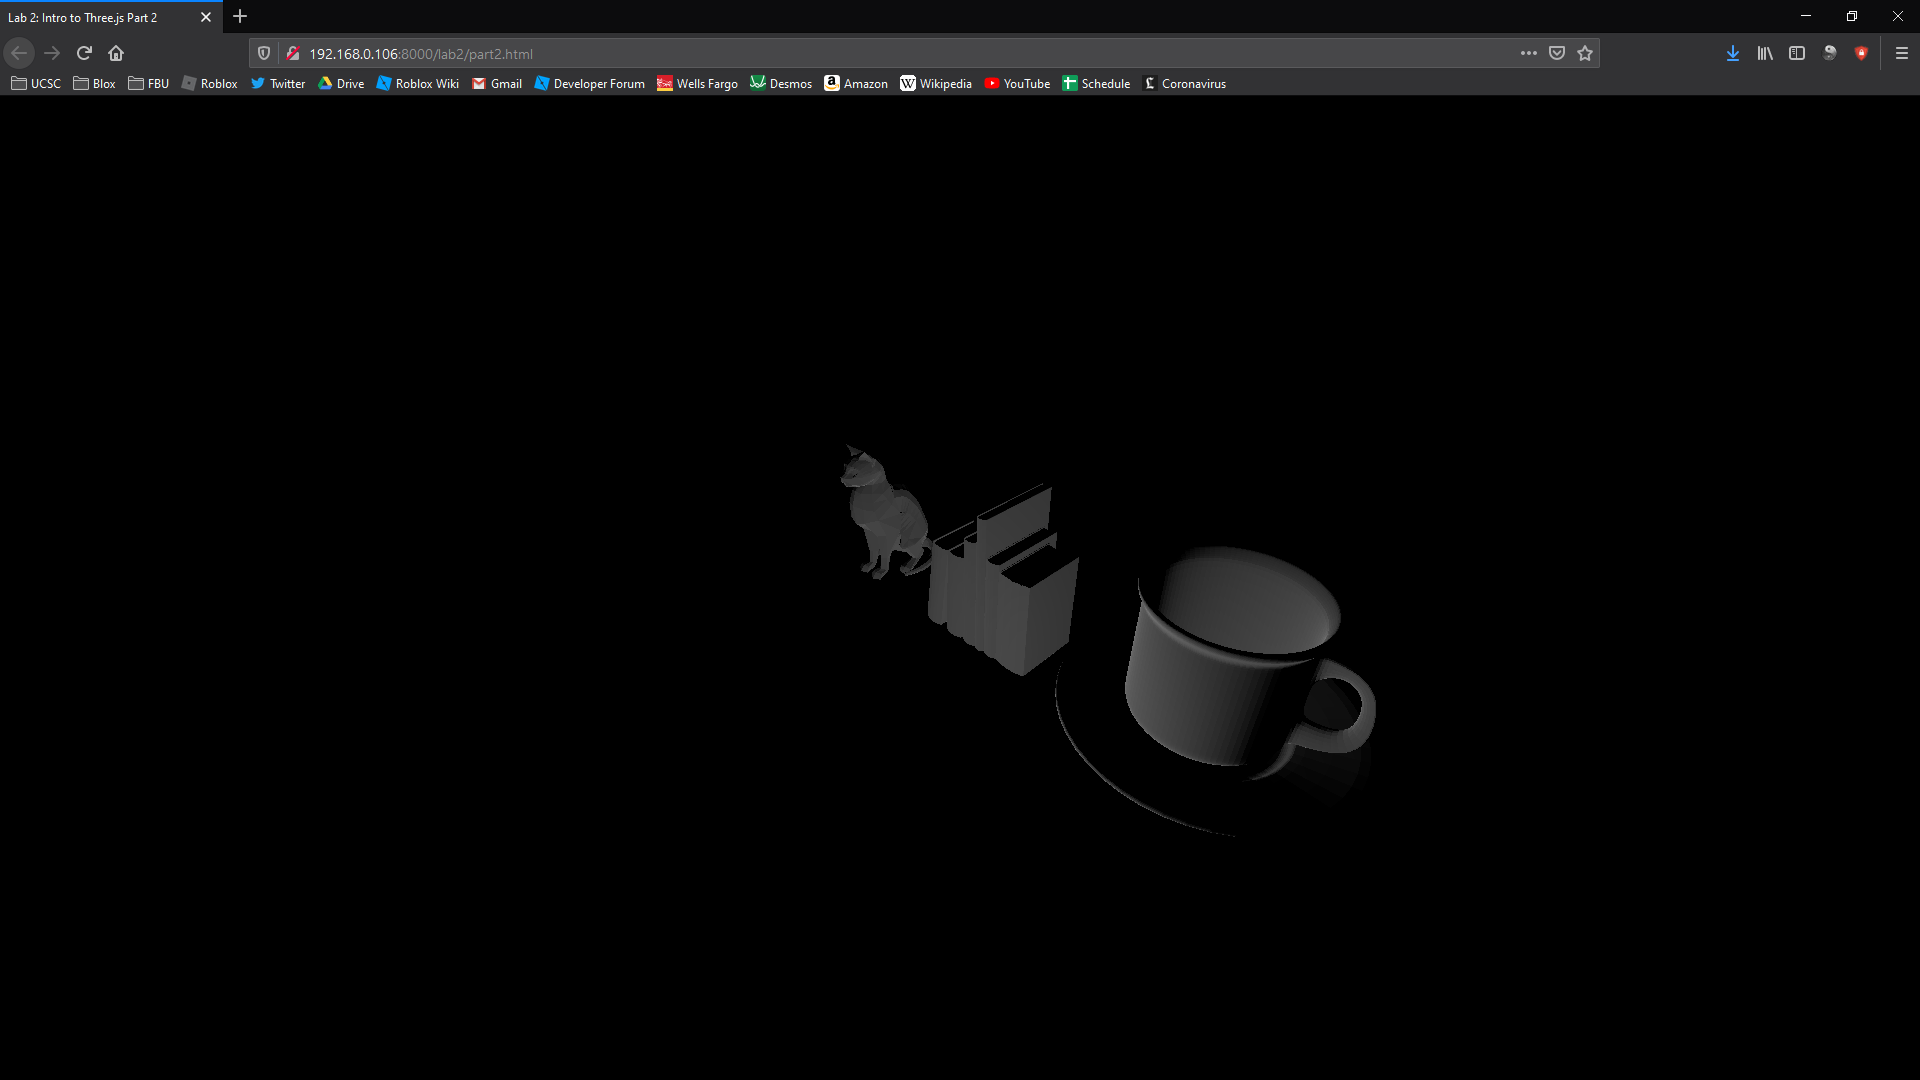 Lab 2: Intro to Three.js Part 2
192.168.0.106:8000/lab2/part2.html
UCSC Blox FBU Roblox Twitter Drive Roblox Wiki Gmail Developer Forum Wells Fargo Desmos Amazon Wikipedia YouTube Schedule Coronavirus